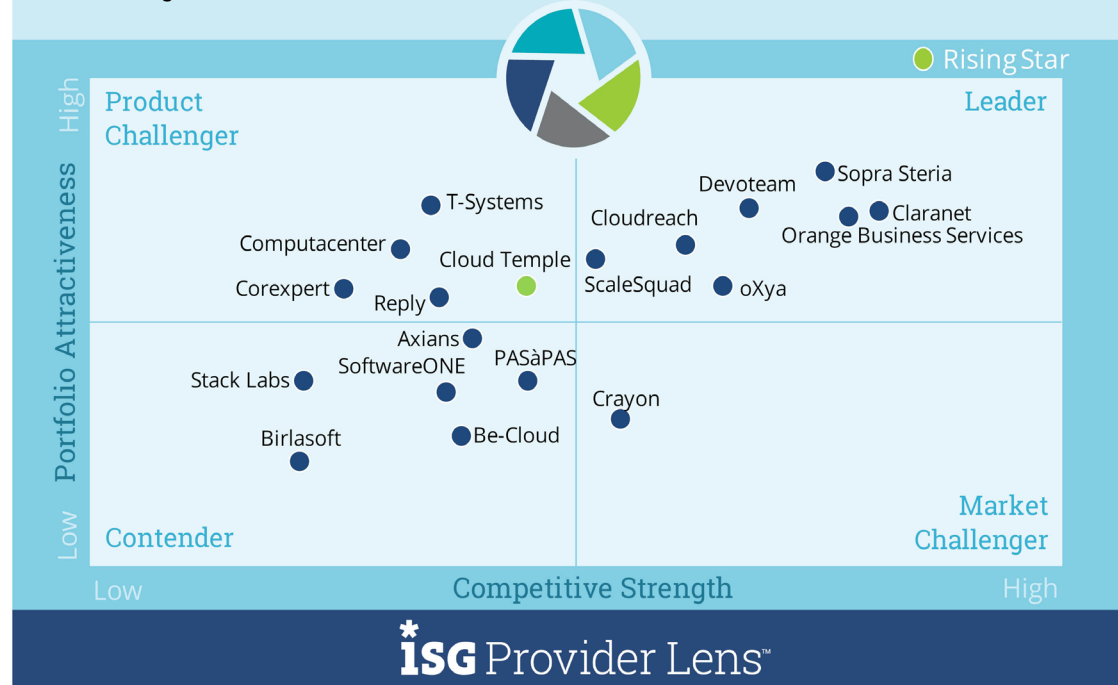 Rising Star
High
Product
Challenger
Leader
Sopra Steria
Devoteam
T-Systems
Claranet
Cloudreach
Orange Business Services
Computacenter
Cloud Temple
ScaleSquad
oXya
Corexpert
Reply
Portfolio Attractiveness
Axians
PASàPAS
SoftwareONE
Stack Labs
Crayon
Be-Cloud
Birlasoft
Market
Challenger
Contender
Low
Low
Competitive Strength
High
iSG Provider Lens™